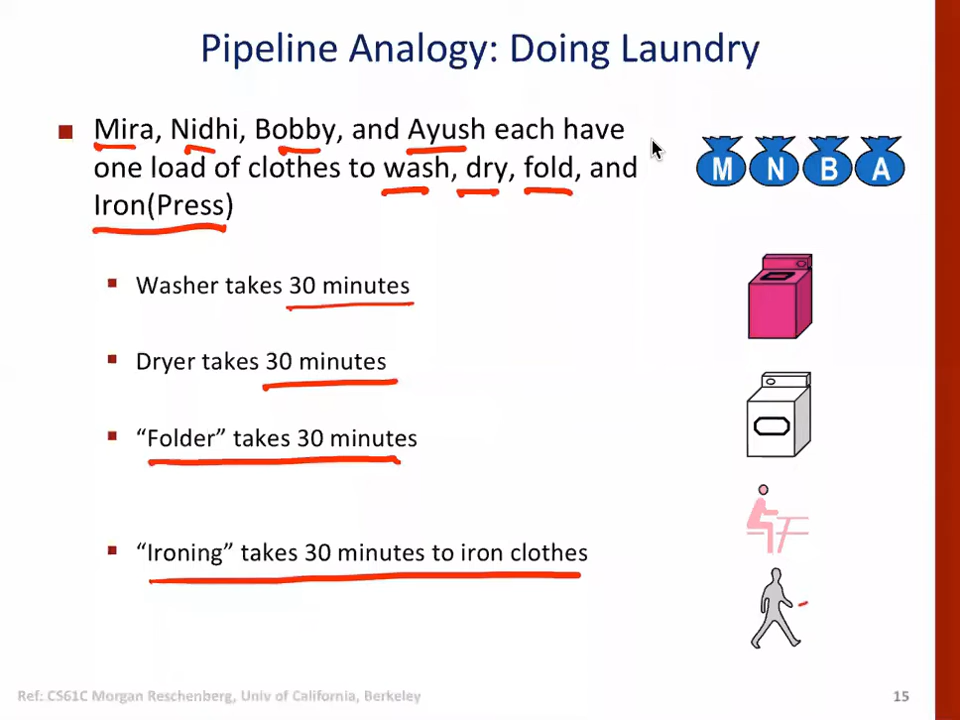 Pipeline Analogy: Doing Laundry
Mira, Nidhi, Bobby, and Ayush each have
one load of clothes to wash, dry, fold, and
Iron(Press)
M N B A
Washer takes 30 minutes
Dryer takes 30 minutes
“Folder” takes 30 minutes
“Ironing” takes 30 minutes to iron clothes
Ref: CS61C Morgan Reschenberg, Univ of California, Berkeley
15